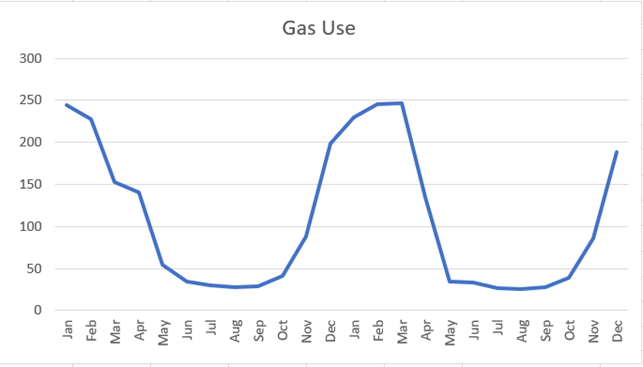 Gas Use
300
250
200
150
100
50
0
Jan
Feb
Mar
Apr
May
Jun
Jul
Aug
Sep
Oct
Nov
Dec
Jan
Feb
Mar
Apr
May
Jun
Jul
Aug
Sep
Oct
Nov
Dec